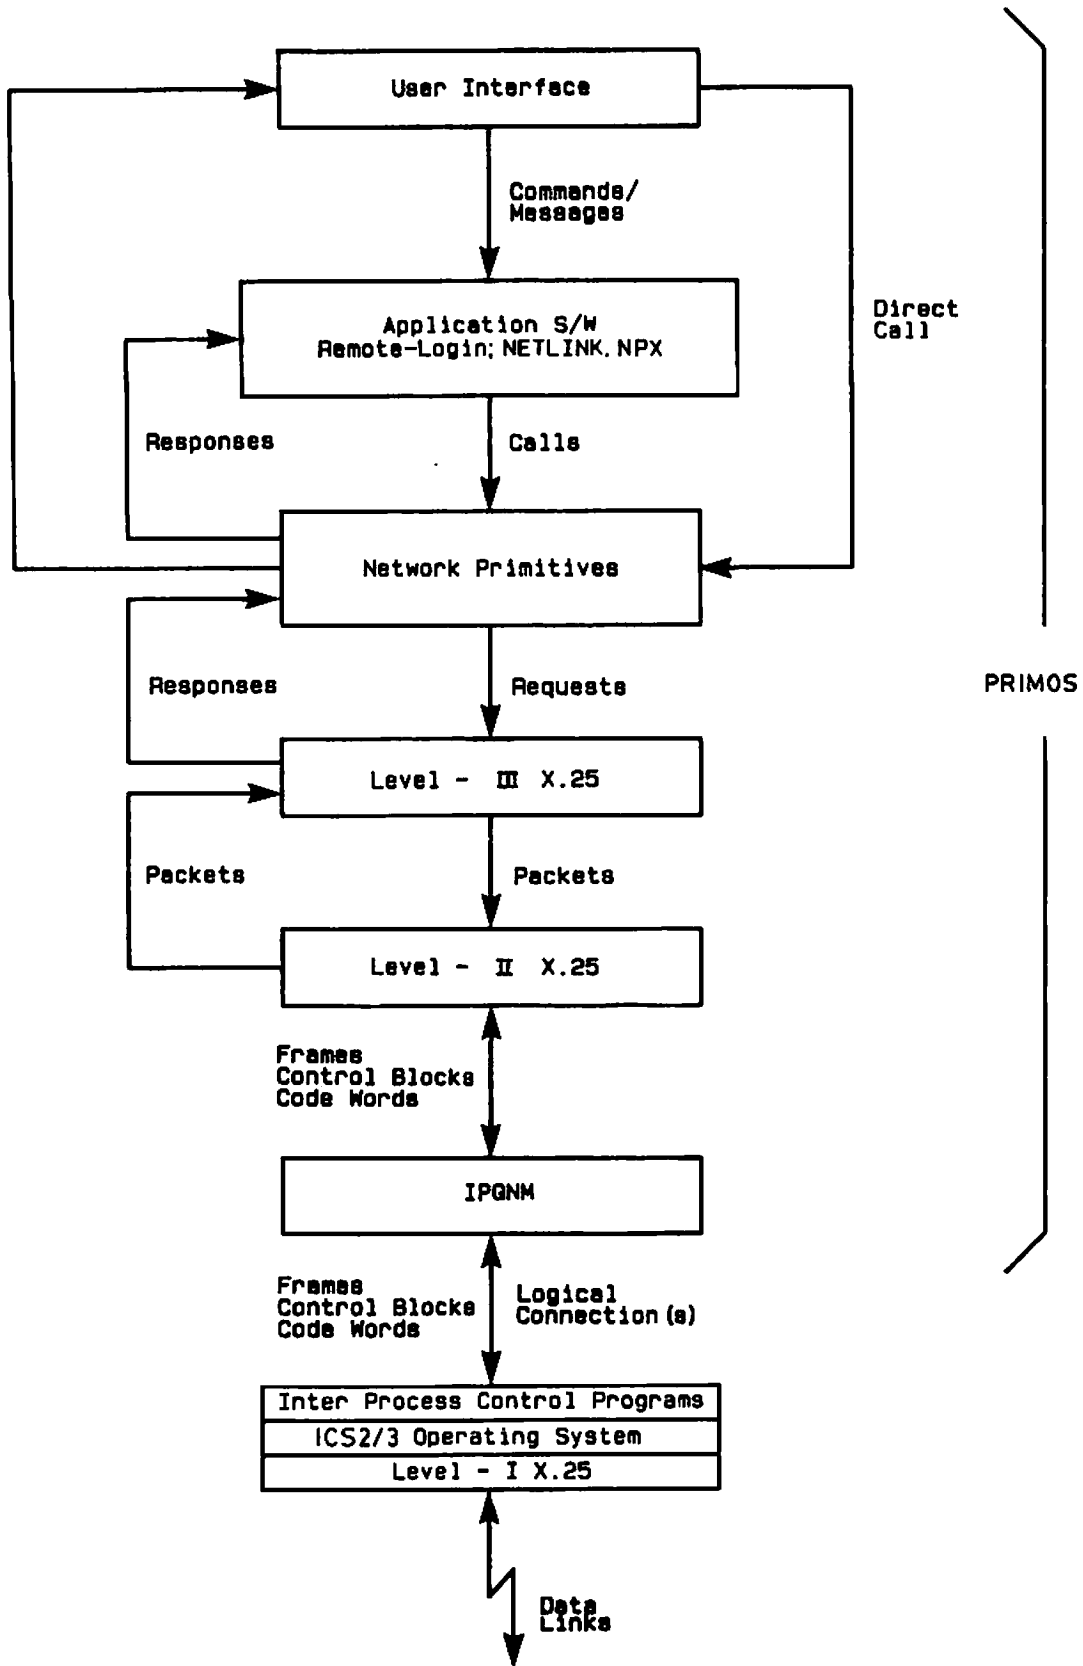 User Interface
Commands/
Messages
Direct
Call
Application S/W
Remote-Login; NETLINK, NPX
Responses
Calls
Network Primitives
Responses
Requests
PRIMOS
Level - III X.25
Packets
Packets
Level - II X.25
Frames
Control Blocks
Code Words
IPQNM
Frames
Control Blocks
Code Words
Logical
Connection(s)
Inter Process Control Programs
ICS2/3 Operating System
Level - I X.25
Data
Links